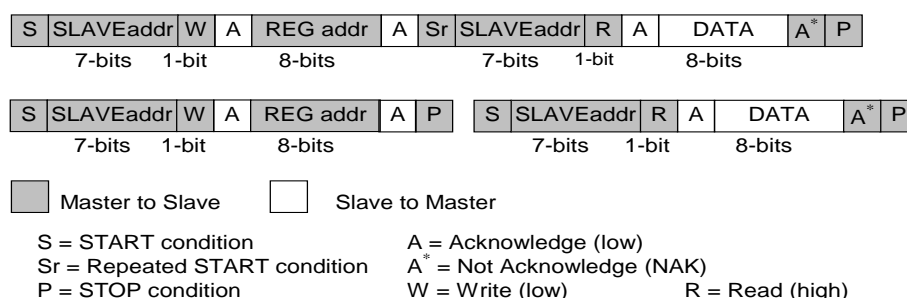 S SLAVEaddr W A REG addr A Sr SLAVEaddr R A DATA A* P
7-bits 1-bit 8-bits 7-bits 1-bit 8-bits
S SLAVEaddr W A REG addr A P S SLAVEaddr R A DATA A* P
7-bits 1-bit 8-bits 7-bits 1-bit 8-bits
Master to Slave Slave to Master
S = START condition A = Acknowledge (low)
Sr = Repeated START condition A* = Not Acknowledge (NAK)
P = STOP condition W = Write (low) R = Read (high)